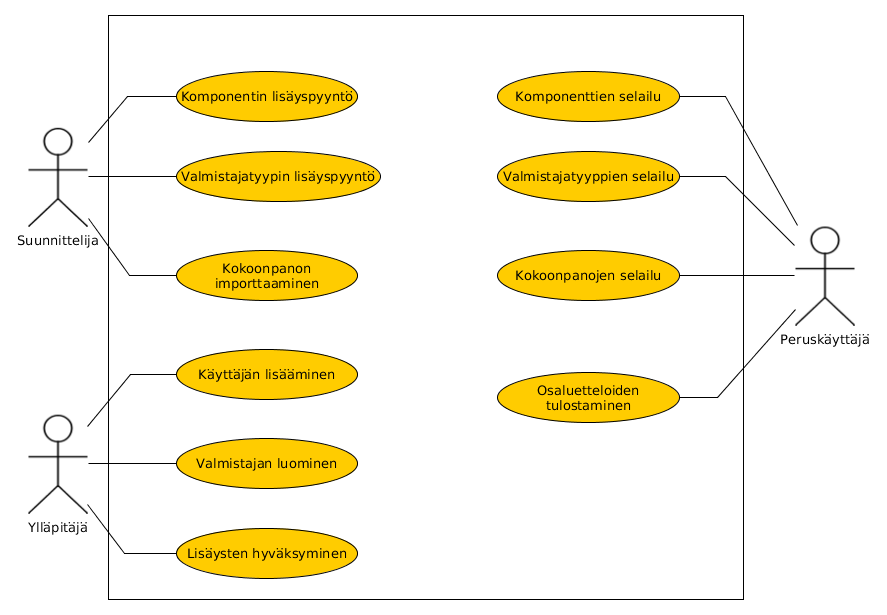 Komponentin lisäyspyyntö
Komponenttien selailu
Valmistajatyypin lisäyspyyntö
Valmistajatyyppien selailu
Suunnittelija
Kokoonpanon
importtaaminen
Kokoonpanojen selailu
Peruskäyttäjä
Käyttäjän lisääminen
Osaluetteloiden
tulostaminen
Valmistajan luominen
Ylläpitäjä
Lisäysten hyväksyminen